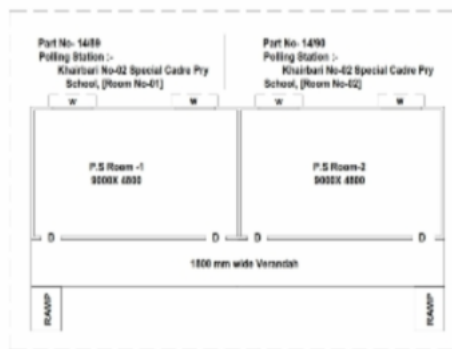 Part No- 14/89
Polling Station :-
Khairbari No-02 Special Cadre Pry
School, [Room No-01]
Part No- 14/90
Polling Station :-
Khairbari No-02 Special Cadre Pry
School, [Room No-02]
W
W
W
W
P.S Room -1
9000X 4800
P.S Room-2
9000X 4800
D
D
D
D
1800 mm wide Verandah
RAMP
RAMP